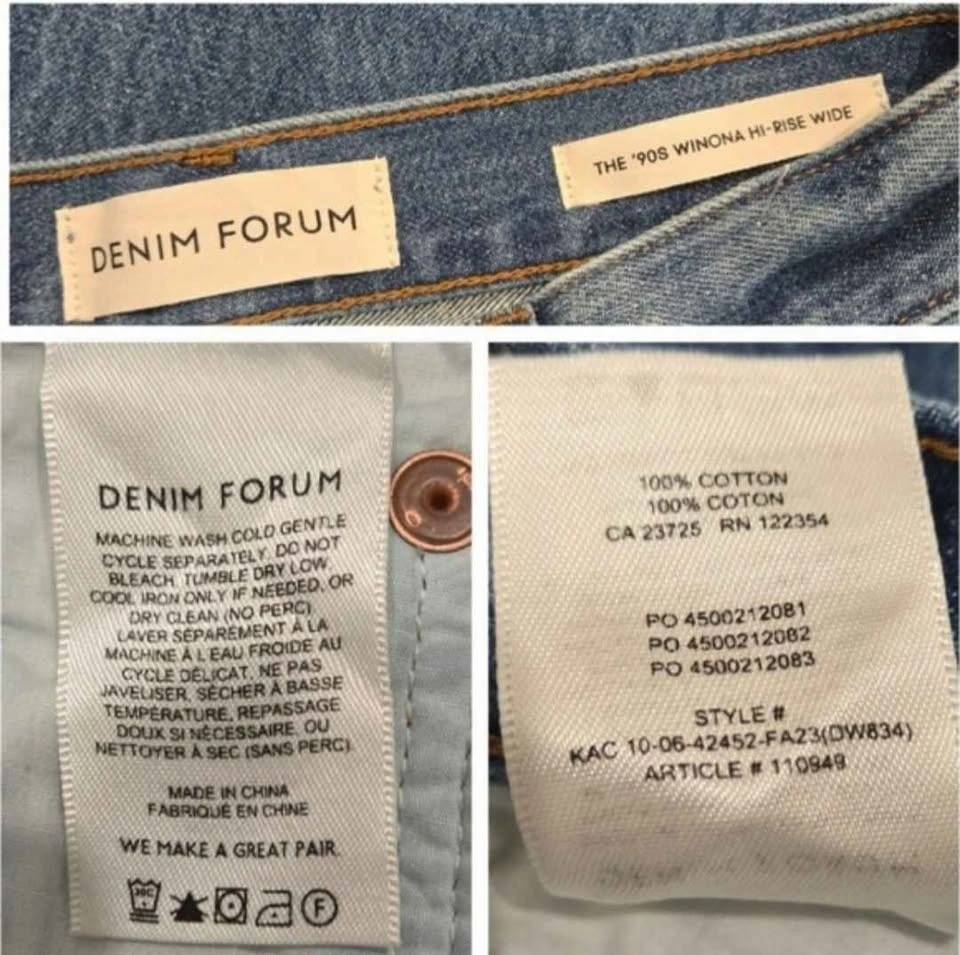 DENIM FORUM
THE '90S WINONA HI-RISE WIDE
DENIM FORUM
MACHINE WASH COLD GENTLE
CYCLE SEPARATELY, DO NOT
BLEACH, TUMBLE DRY LOW,
COOL IRON ONLY IF NEEDED, OR
DRY CLEAN (NO PERC)
LAVER SÉPARÉMENT À LA
MACHINE À L'EAU FROIDE AU
CYCLE DÉLICAT, NE PAS
JAVELISER, SÉCHER À BASSE
TEMPÉRATURE, REPASSAGE
DOUX SI NÉCESSAIRE, OU
NETTOYER À SEC (SANS PERC).
MADE IN CHINA
FABRIQUÉ EN CHINE
WE MAKE A GREAT PAIR.
30C
F
100% COTTON
100% COTON
CA 23725 RN 122354
PO 4500212081
PO 4500212082
PO 4500212083
STYLE #
KAC 10-06-42452-FA23(DW834)
ARTICLE # 110949